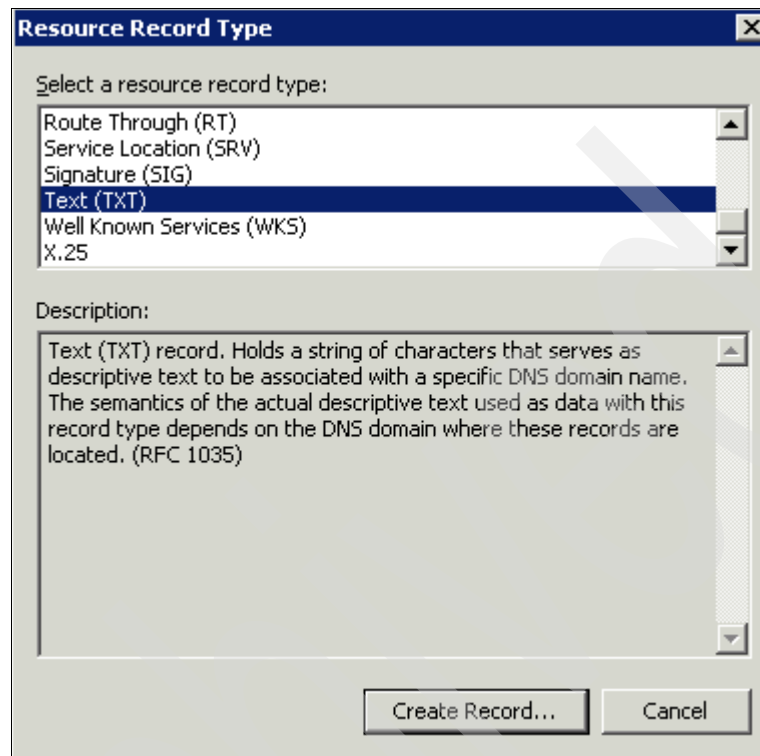 Resource Record Type
Select a resource record type:
Route Through (RT)
Service Location (SRV)
Signature (SIG)
Text (TXT)
Well Known Services (WKS)
X.25
Description:
Text (TXT) record. Holds a string of characters that serves as
descriptive text to be associated with a specific DNS domain name.
The semantics of the actual descriptive text used as data with this
record type depends on the DNS domain where these records are
located. (RFC 1035)
Create Record...
Cancel